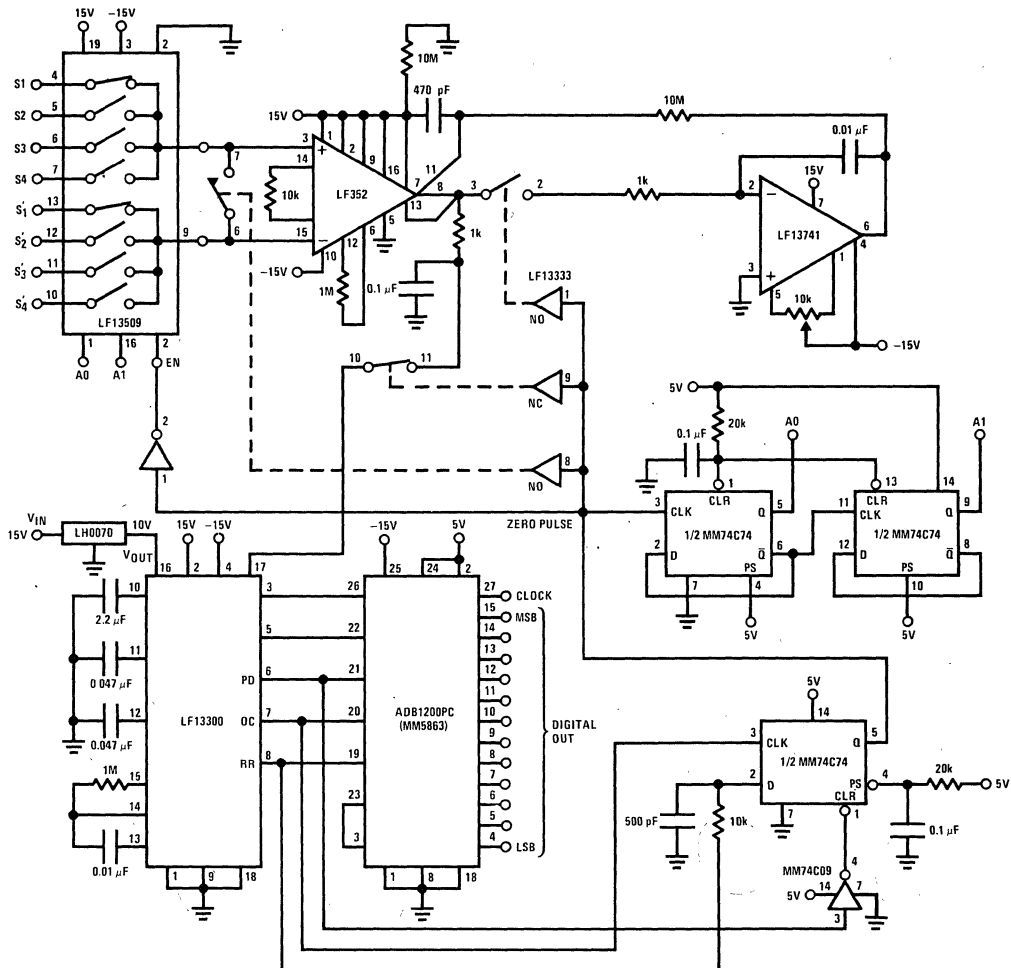 15V
-15V
19
3
2
S1
4
S2
5
S3
6
S4
7
S′1
13
S′2
12
S′3
11
S′4
10
LF13509
1
16
2
A0
A1
EN
7
9
6
15V
3
+
14
10k
15
-
1
2
9
16
LF352
7
11
8
13
12
6
5
10
-15V
1M
0.1 μF
10M
470 pF
1k
3
2
10M
1k
0.01 μF
15V
7
2
-
LF13741
6
4
3
+
5
1
10k
-15V
LF13333
1
NO
10
11
9
NC
8
NO
2
1
ZERO PULSE
5V
20k
0.1 μF
A0
A1
1
CLR
3
CLK
Q
5
1/2 MM74C74
2
D
Q̅
6
PS
7
4
5V
13
14
CLR
11
CLK
Q
9
1/2 MM74C74
12
D
Q̅
8
PS
10
5V
VIN
15V
LH0070
10V
VOUT
15V
-15V
16
2
4
17
10
2.2 μF
11
0.047 μF
12
0.047 μF
1M
15
14
13
0.01 μF
LF13300
3
5
PD
6
OC
7
RR
8
1
9
18
-15V
5V
25
24
2
26
22
21
20
19
23
3
ADB1200PC
(MM5863)
27
CLOCK
15
MSB
14
13
12
11
10
9
8
7
6
5
4
LSB
DIGITAL
OUT
1
8
18
5V
14
3
CLK
Q
5
1/2 MM74C74
2
D
PS
4
20k
5V
CLR
7
1
500 pF
10k
0.1 μF
MM74C09
4
5V
14
7
3